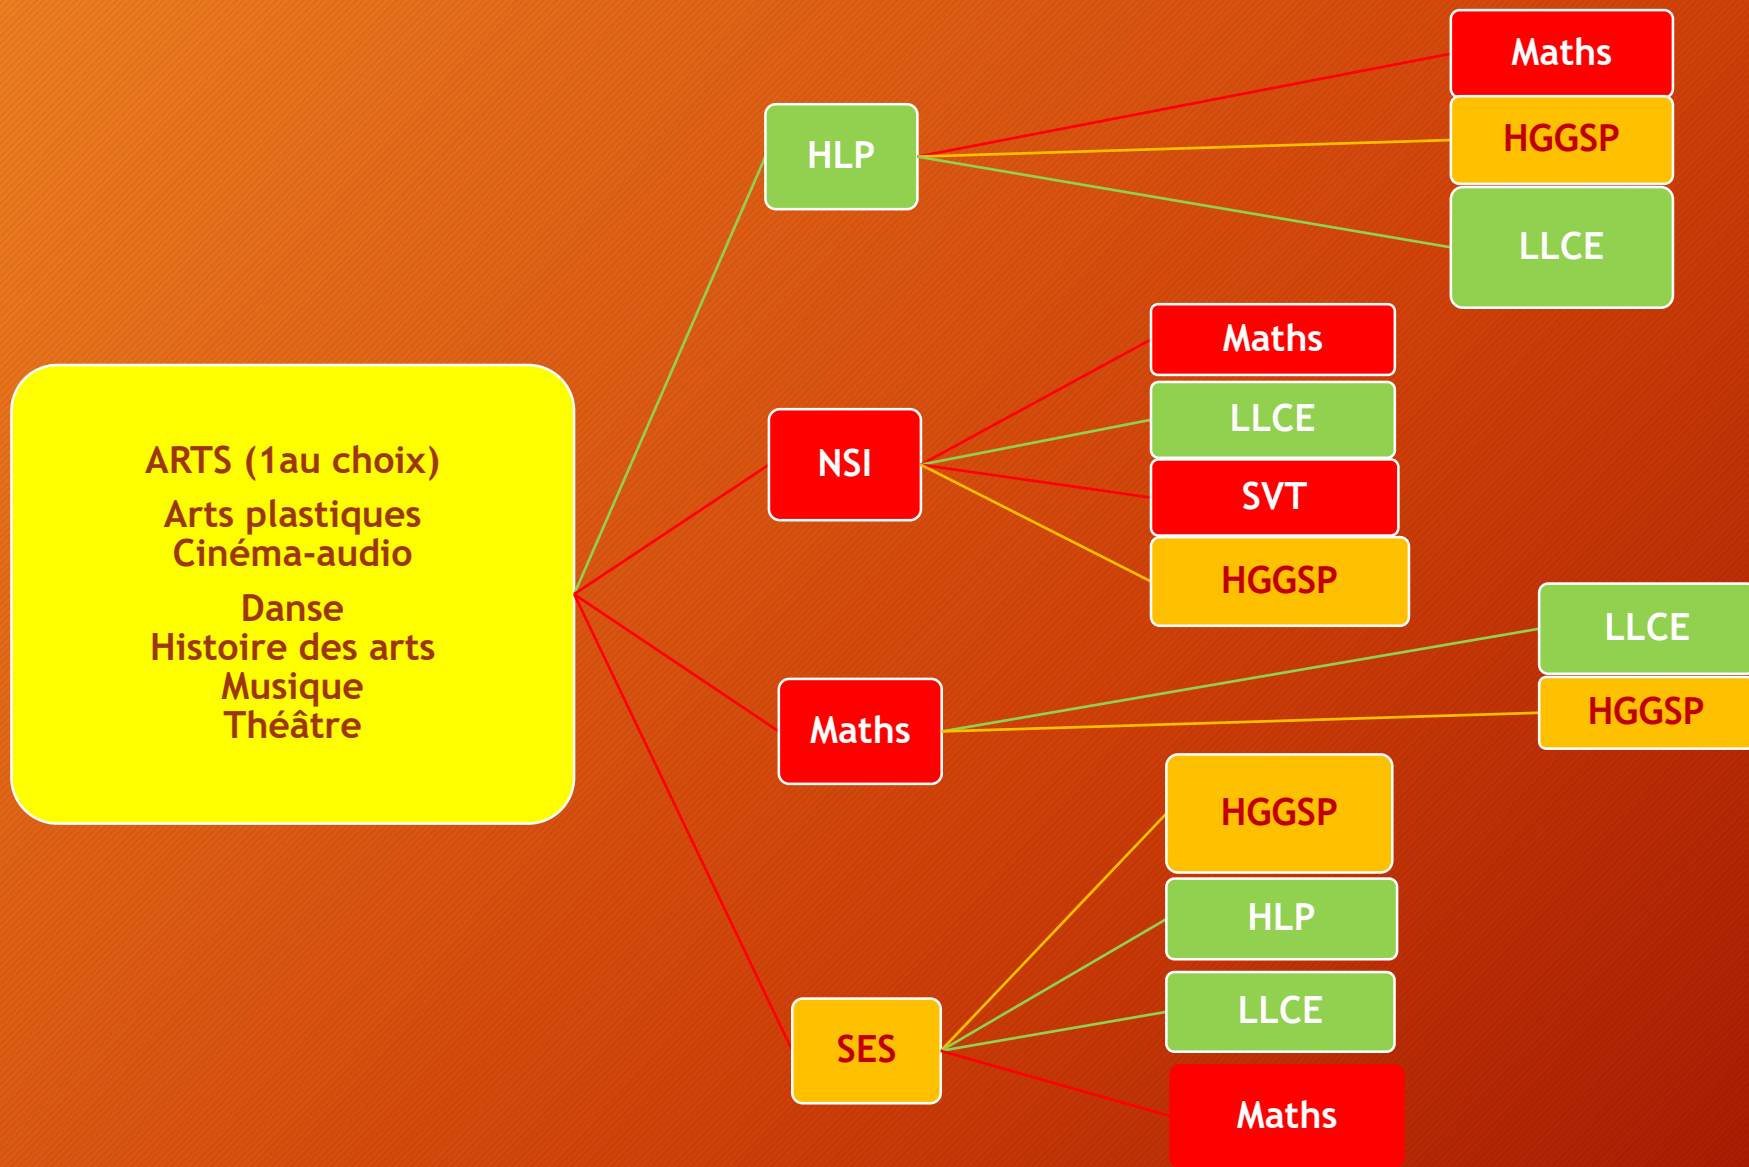 ARTS (1au choix)
Arts plastiques
Cinéma-audio
Danse
Histoire des arts
Musique
Théâtre
HLP
Maths
HGGSP
LLCE
NSI
Maths
LLCE
SVT
HGGSP
Maths
LLCE
HGGSP
SES
HGGSP
HLP
LLCE
Maths